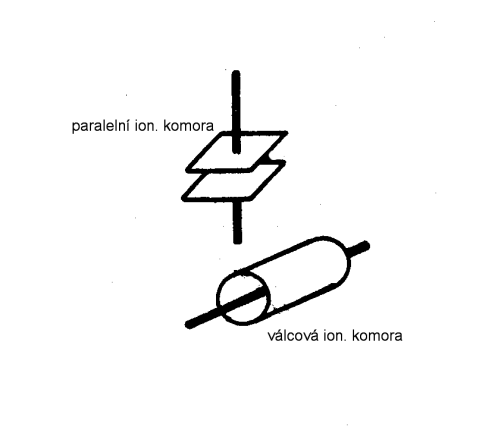 paralelní ion. komora
válcová ion. komora